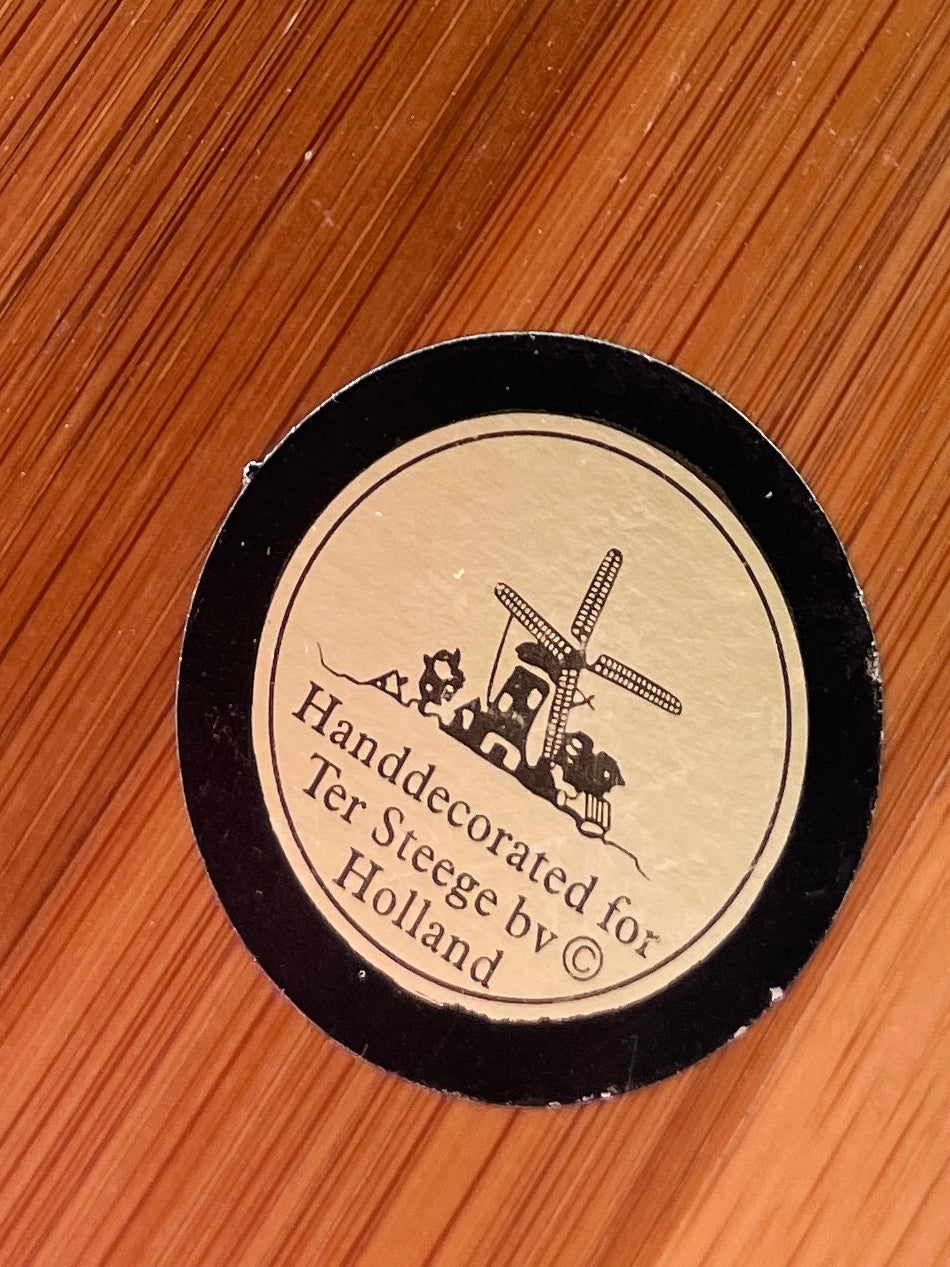 Handdecorated for
Ter Steege bv ©
Holland